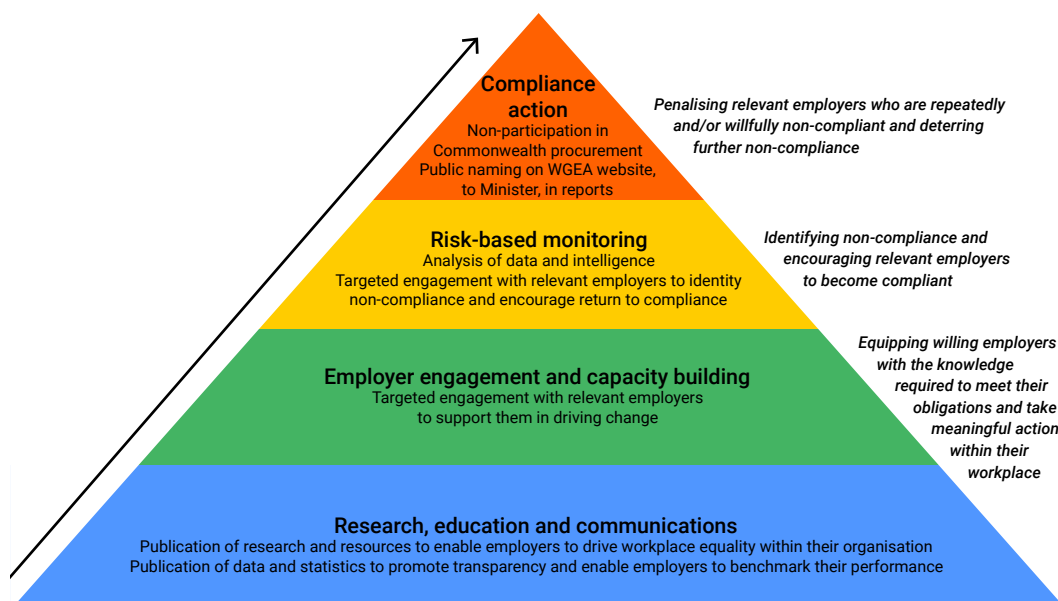 Compliance
action
Non-participation in
Commonwealth procurement
Public naming on WGEA website,
to Minister, in reports
Penalising relevant employers who are repeatedly
and/or willfully non-compliant and deterring
further non-compliance
Risk-based monitoring
Analysis of data and intelligence
Targeted engagement with relevant employers to identity
non-compliance and encourage return to compliance
Identifying non-compliance and
encouraging relevant employers
to become compliant
Employer engagement and capacity building
Targeted engagement with relevant employers
to support them in driving change
Equipping willing employers
with the knowledge
required to meet their
obligations and take
meaningful action
within their
workplace
Research, education and communications
Publication of research and resources to enable employers to drive workplace equality within their organisation
Publication of data and statistics to promote transparency and enable employers to benchmark their performance